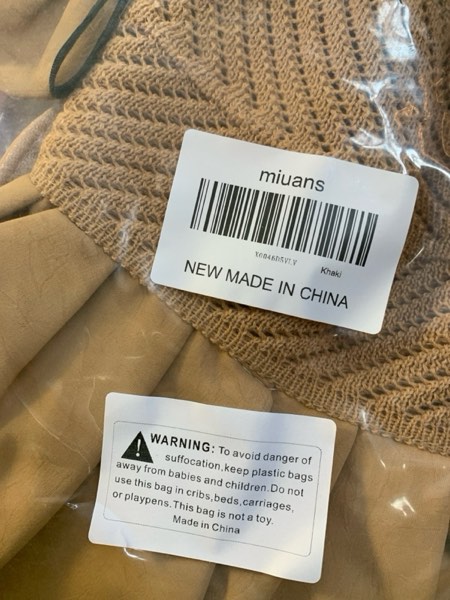 miuans
Khaki
NEW MADE IN CHINA
WARNING: To avoid danger of
suffocation,keep plastic bags
away from babies and children.Do not
use this bag in cribs,beds,carriages,
or playpens.This bag is not a toy.
Made in China